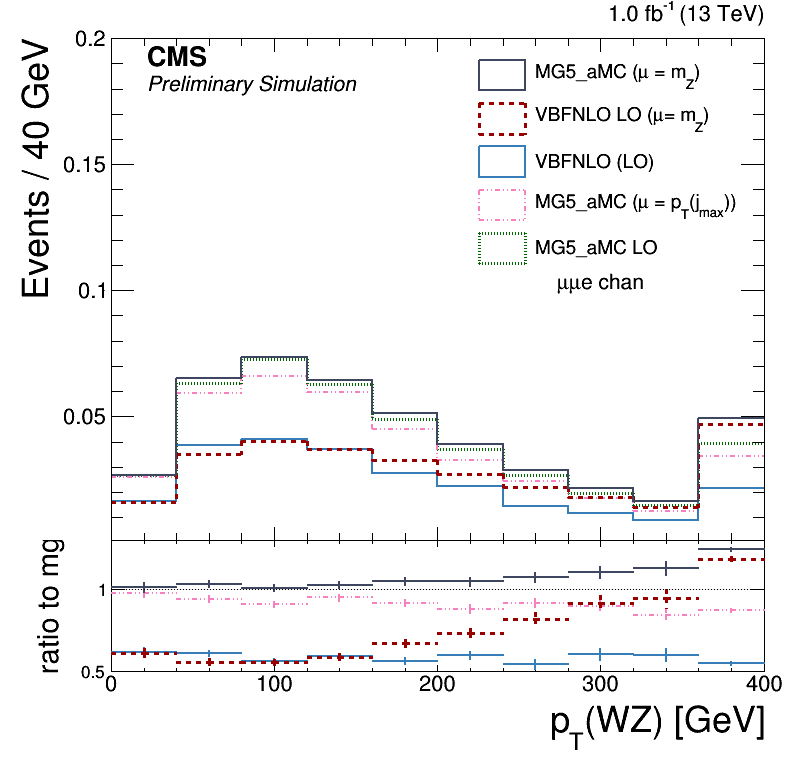 1.0 fb⁻¹ (13 TeV)
CMS
Preliminary Simulation
MG5_aMC (μ = m_Z)
VBFNLO LO (μ= m_Z)
VBFNLO (LO)
MG5_aMC (μ = p_T(j_max))
MG5_aMC LO
μμe chan
Events / 40 GeV
0.2
0.15
0.1
0.05
ratio to mg
1
0.5
0 100 200 300 400
p_T(WZ) [GeV]